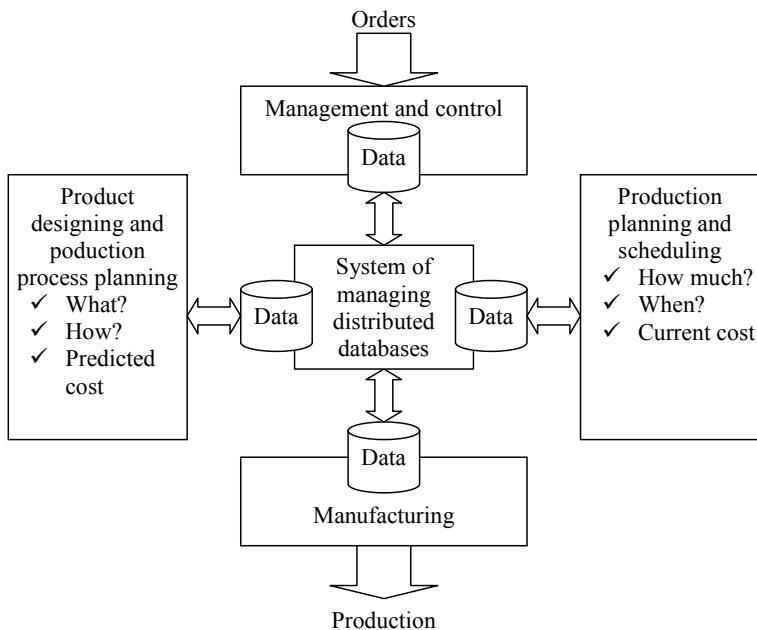 Orders
Management and control
Data
Product
designing and
poduction
process planning
✓ What?
✓ How?
✓ Predicted
cost
Data
System of
managing
distributed
databases
Data
Production
planning and
scheduling
✓ How much?
✓ When?
✓ Current cost
Data
Manufacturing
Production